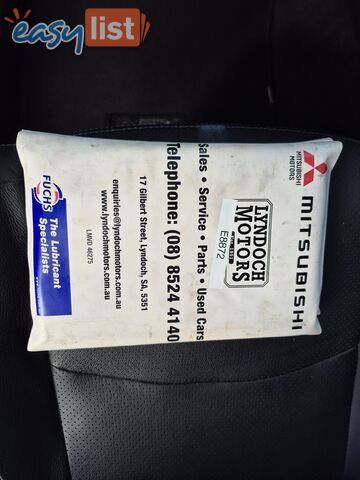 easylist
MITSUBISHI
MOTORS
MITSUBISHI
LYNDOCH
MOTORS
E8872
Sales • Service • Parts • Used Cars
Telephone: (08) 8524 4140
17 Gilbert Street, Lyndoch, SA, 5351
enquiries@lyndochmotors.com.au
www.lyndochmotors.com.au
LMVD 46275
FUCHS
The Lubricant
Specialists